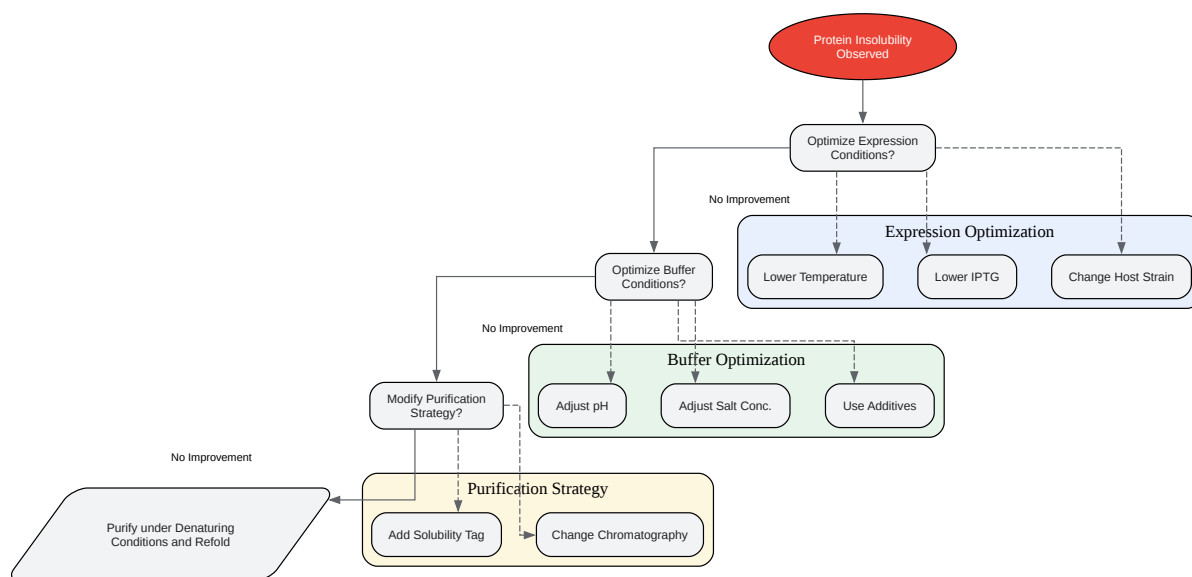 Protein Insolubility
Observed
Optimize Expression
Conditions?
No Improvement
Expression Optimization
Lower Temperature
Lower IPTG
Change Host Strain
Optimize Buffer
Conditions?
No Improvement
Buffer Optimization
Adjust pH
Adjust Salt Conc.
Use Additives
Modify Purification
Strategy?
No Improvement
Purification Strategy
Add Solubility Tag
Change Chromatography
Purify under Denaturing
Conditions and Refold